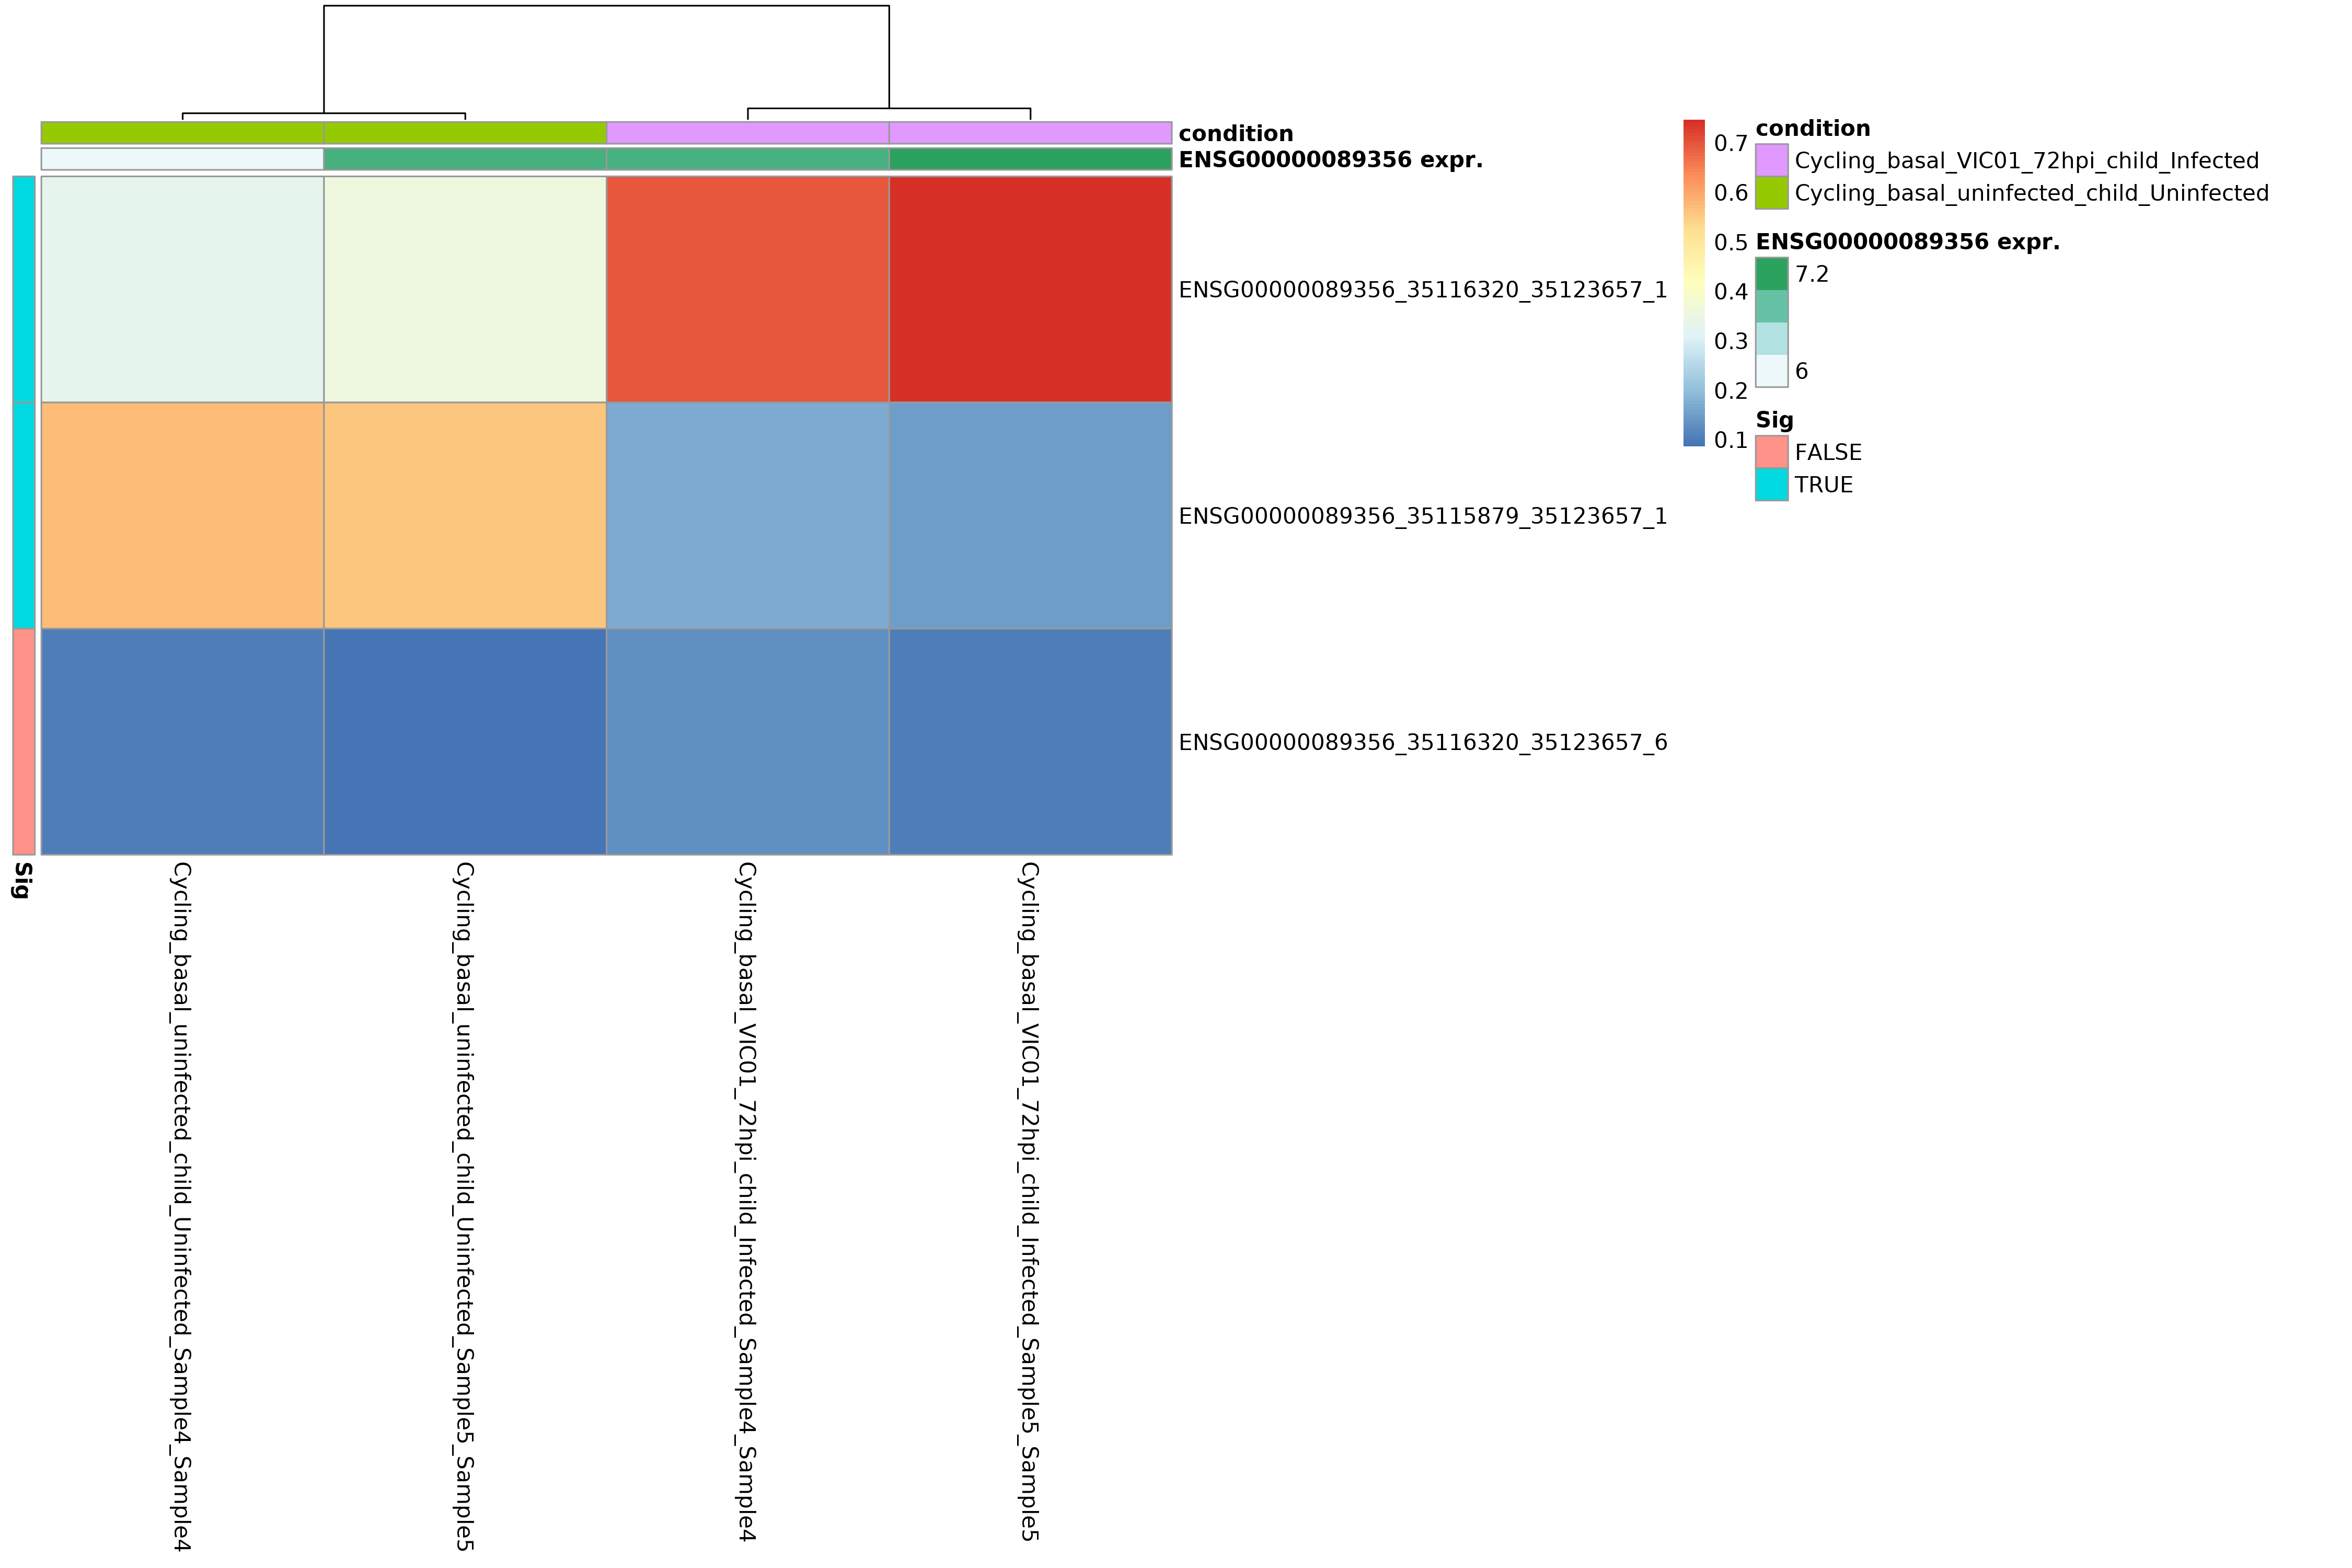 condition
ENSG00000089356 expr.
ENSG00000089356_35116320_35123657_1
ENSG00000089356_35115879_35123657_1
ENSG00000089356_35116320_35123657_6
Sig
Cycling_basal_uninfected_child_Uninfected_Sample4_Sample4
Cycling_basal_uninfected_child_Uninfected_Sample5_Sample5
Cycling_basal_VIC01_72hpi_child_Infected_Sample4_Sample4
Cycling_basal_VIC01_72hpi_child_Infected_Sample5_Sample5
0.7
0.6
0.5
0.4
0.3
0.2
0.1
condition
Cycling_basal_VIC01_72hpi_child_Infected
Cycling_basal_uninfected_child_Uninfected
ENSG00000089356 expr.
7.2
6
Sig
FALSE
TRUE